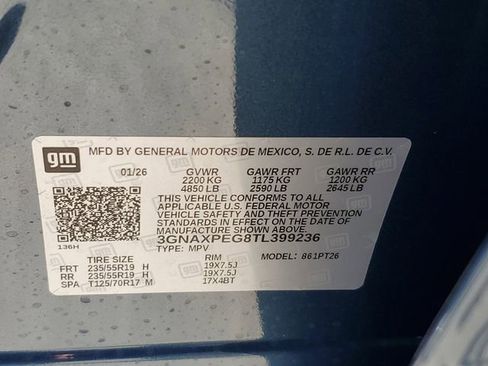 gm
MFD BY GENERAL MOTORS DE MEXICO, S. DE R.L. DE C.V.
01/26 GVWR GAWR FRT GAWR RR
2200 KG 1175 KG 1200 KG
4850 LB 2590 LB 2645 LB
THIS VEHICLE CONFORMS TO ALL
APPLICABLE U.S. FEDERAL MOTOR
VEHICLE SAFETY AND THEFT PREVENTION
STANDARDS IN EFFECT ON THE DATE
OF MANUFACTURE SHOWN ABOVE.
3GNAXPEG8TL399236
136H TYPE: MPV MODEL: 861PT26
TIRE SIZE RIM
FRT 235/55R19 H 19X7.5J
RR 235/55R19 H 19X7.5J
SPA T125/70R17 M 17X4BT